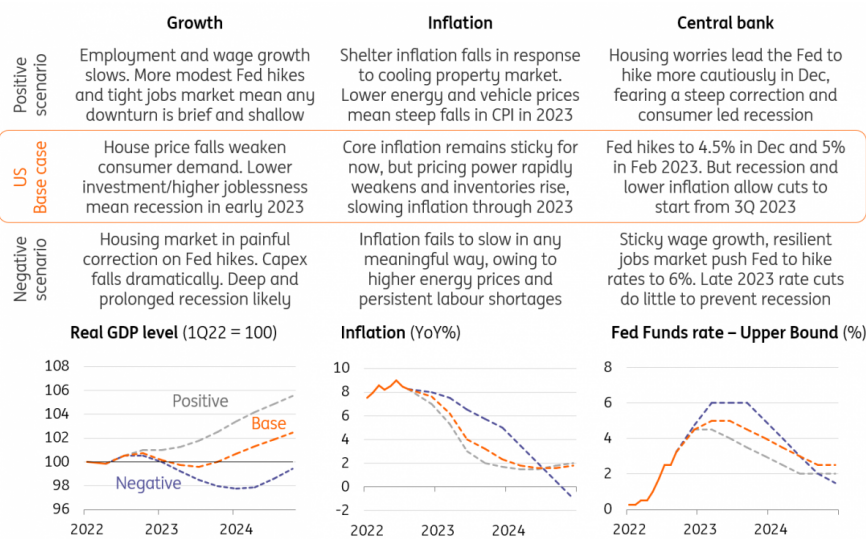 Growth
Inflation
Central bank
Positive
scenario
Employment and wage growth
slows. More modest Fed hikes
and tight jobs market mean any
downturn is brief and shallow
Shelter inflation falls in response
to cooling property market.
Lower energy and vehicle prices
mean steep falls in CPI in 2023
Housing worries lead the Fed to
hike more cautiously in Dec,
fearing a steep correction and
consumer led recession
US
Base case
House price falls weaken
consumer demand. Lower
investment/higher joblessness
mean recession in early 2023
Core inflation remains sticky for
now, but pricing power rapidly
weakens and inventories rise,
slowing inflation through 2023
Fed hikes to 4.5% in Dec and 5%
in Feb 2023. But recession and
lower inflation allow cuts to
start from 3Q 2023
Negative
scenario
Housing market in painful
correction on Fed hikes. Capex
falls dramatically. Deep and
prolonged recession likely
Inflation fails to slow in any
meaningful way, owing to
higher energy prices and
persistent labour shortages
Sticky wage growth, resilient
jobs market push Fed to hike
rates to 6%. Late 2023 rate cuts
do little to prevent recession
Real GDP level (1Q22 = 100)
108
106
104
102
100
98
96
Positive
Base
Negative
2022
2023
2024
Inflation (YoY%)
10
8
6
4
2
0
-2
2022
2023
2024
Fed Funds rate – Upper Bound (%)
8
6
4
2
0
2022
2023
2024